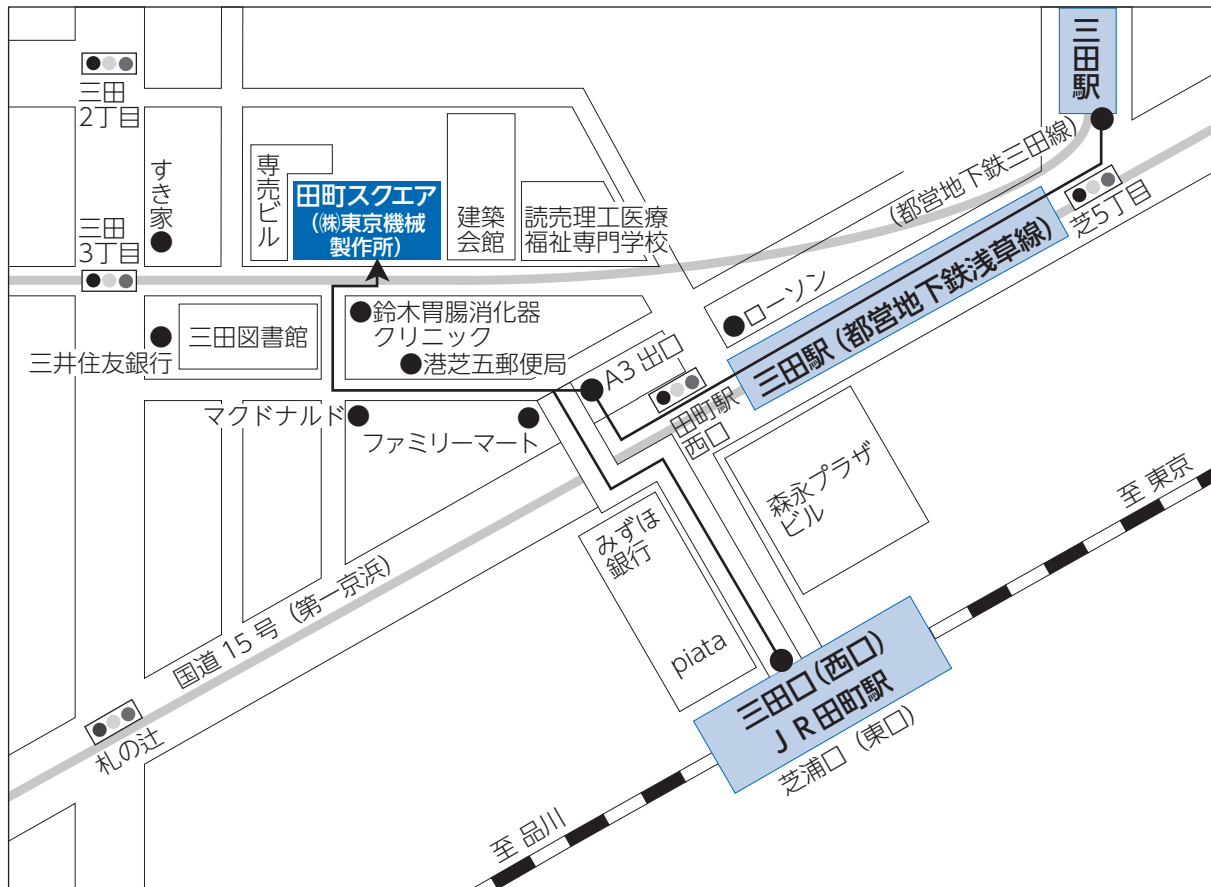 三田駅
三田
2丁目
すき家
専売ビル
田町スクエア
(㈱東京機械
製作所)
建築
会館
読売理工医療
福祉専門学校
(都営地下鉄三田線)
芝5丁目
三田
3丁目
ローソン
三田駅(都営地下鉄浅草線)
鈴木胃腸消化器
クリニック
三田図書館
三井住友銀行
港芝五郵便局
A3 出口
田町駅
西口
マクドナルド
ファミリーマート
森永プラザ
ビル
至 東京
みずほ
銀行
piata
国道 15 号 (第一京浜)
三田口(西口)
JR田町駅
芝浦口 (東口)
札の辻
至 品川